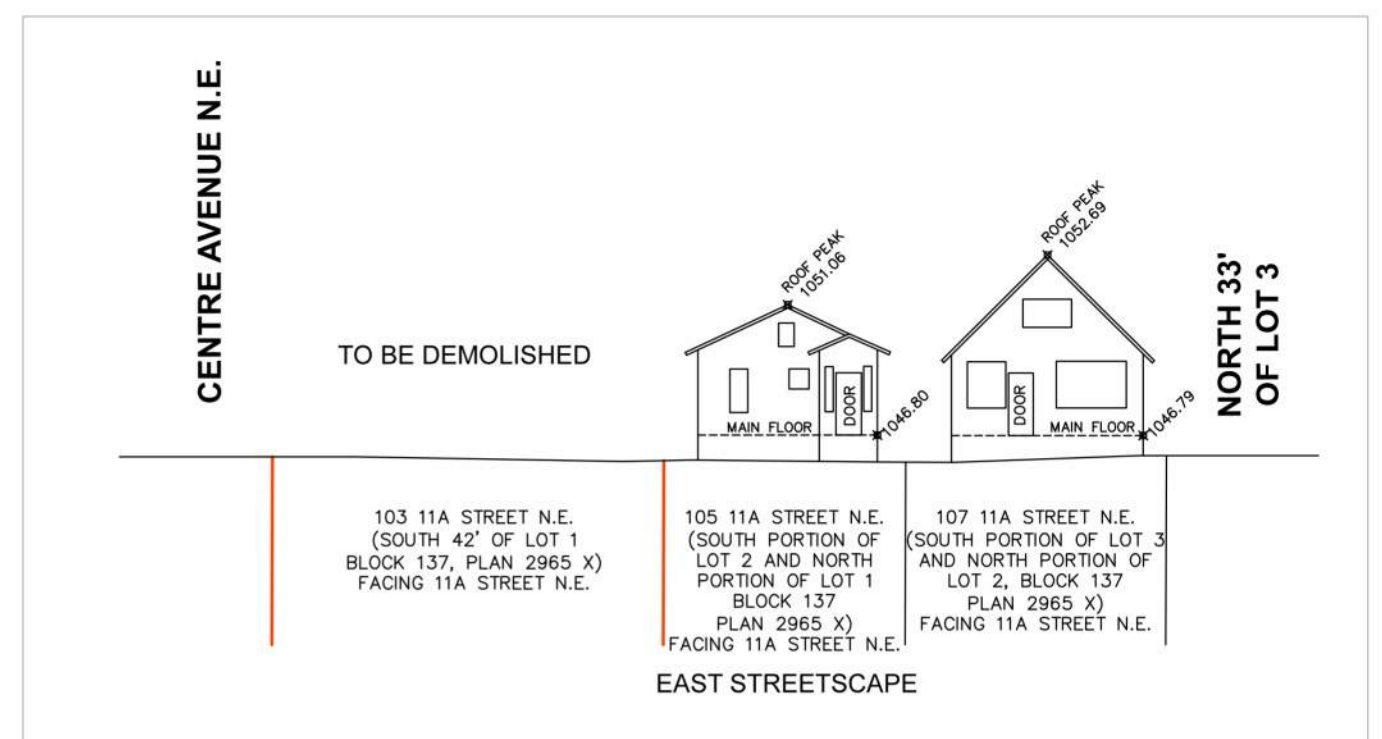 CENTRE AVENUE N.E.
TO BE DEMOLISHED
ROOF PEAK
1051.06
DOOR
MAIN FLOOR
1046.80
ROOF PEAK
1052.69
DOOR
MAIN FLOOR
1046.79
NORTH 33'
OF LOT 3
103 11A STREET N.E.
(SOUTH 42' OF LOT 1
BLOCK 137, PLAN 2965 X)
FACING 11A STREET N.E.
105 11A STREET N.E.
(SOUTH PORTION OF
LOT 2 AND NORTH
PORTION OF LOT 1
BLOCK 137
PLAN 2965 X)
FACING 11A STREET N.E.
107 11A STREET N.E.
(SOUTH PORTION OF LOT 3
AND NORTH PORTION OF
LOT 2, BLOCK 137
PLAN 2965 X)
FACING 11A STREET N.E.
EAST STREETSCAPE